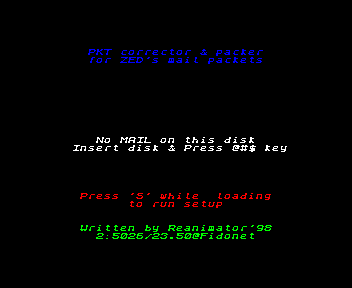 PKT corrector & packer
for ZED's mail packets
No MAIL on this disk
Insert disk & Press @#$ key
Press 'S' while loading
to run setup
Written by Reanimator'98
2:5026/23.50@Fidonet